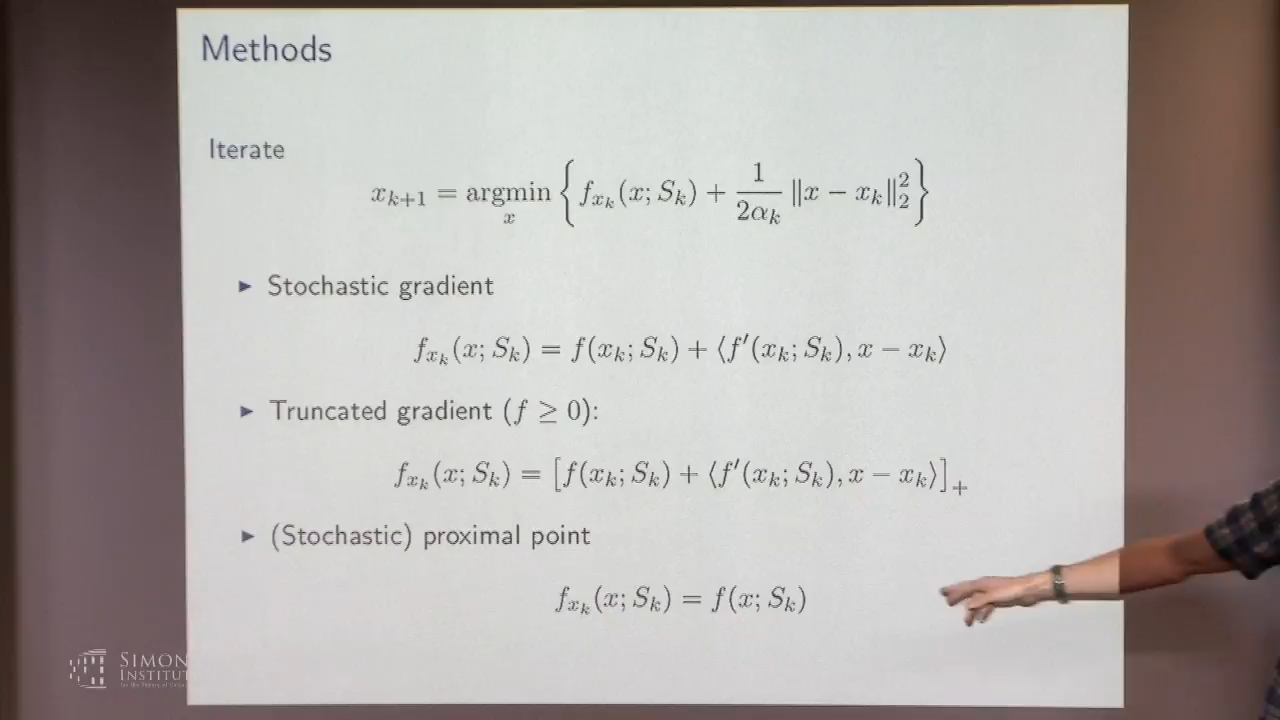 Methods
Iterate
x_{k+1} = argmin_x { f_{x_k}(x; S_k) + \frac{1}{2α_k} ‖x − x_k‖_2^2 }
▶ Stochastic gradient
f_{x_k}(x; S_k) = f(x_k; S_k) + ⟨f′(x_k; S_k), x − x_k⟩
▶ Truncated gradient (f ≥ 0):
f_{x_k}(x; S_k) = [f(x_k; S_k) + ⟨f′(x_k; S_k), x − x_k⟩]_+
▶ (Stochastic) proximal point
f_{x_k}(x; S_k) = f(x; S_k)
SIMON
INSTITUT